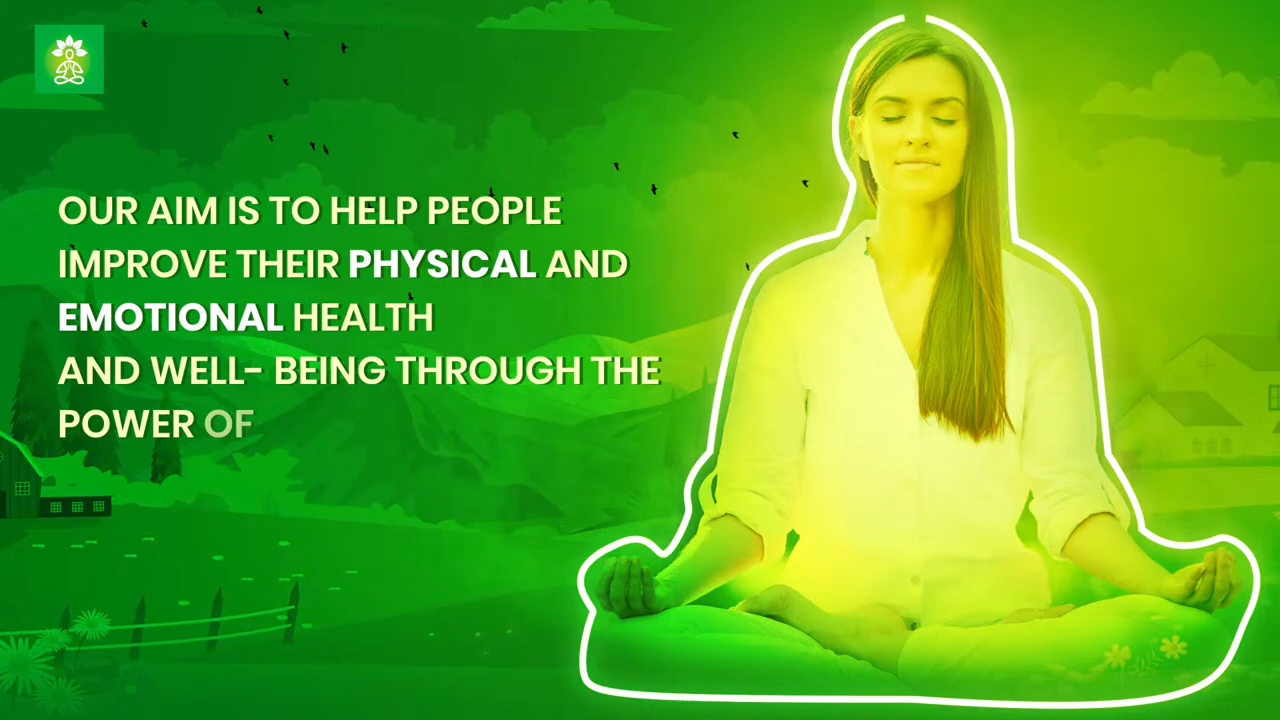 OUR AIM IS TO HELP PEOPLE
IMPROVE THEIR PHYSICAL AND
EMOTIONAL HEALTH
AND WELL- BEING THROUGH THE
POWER OF